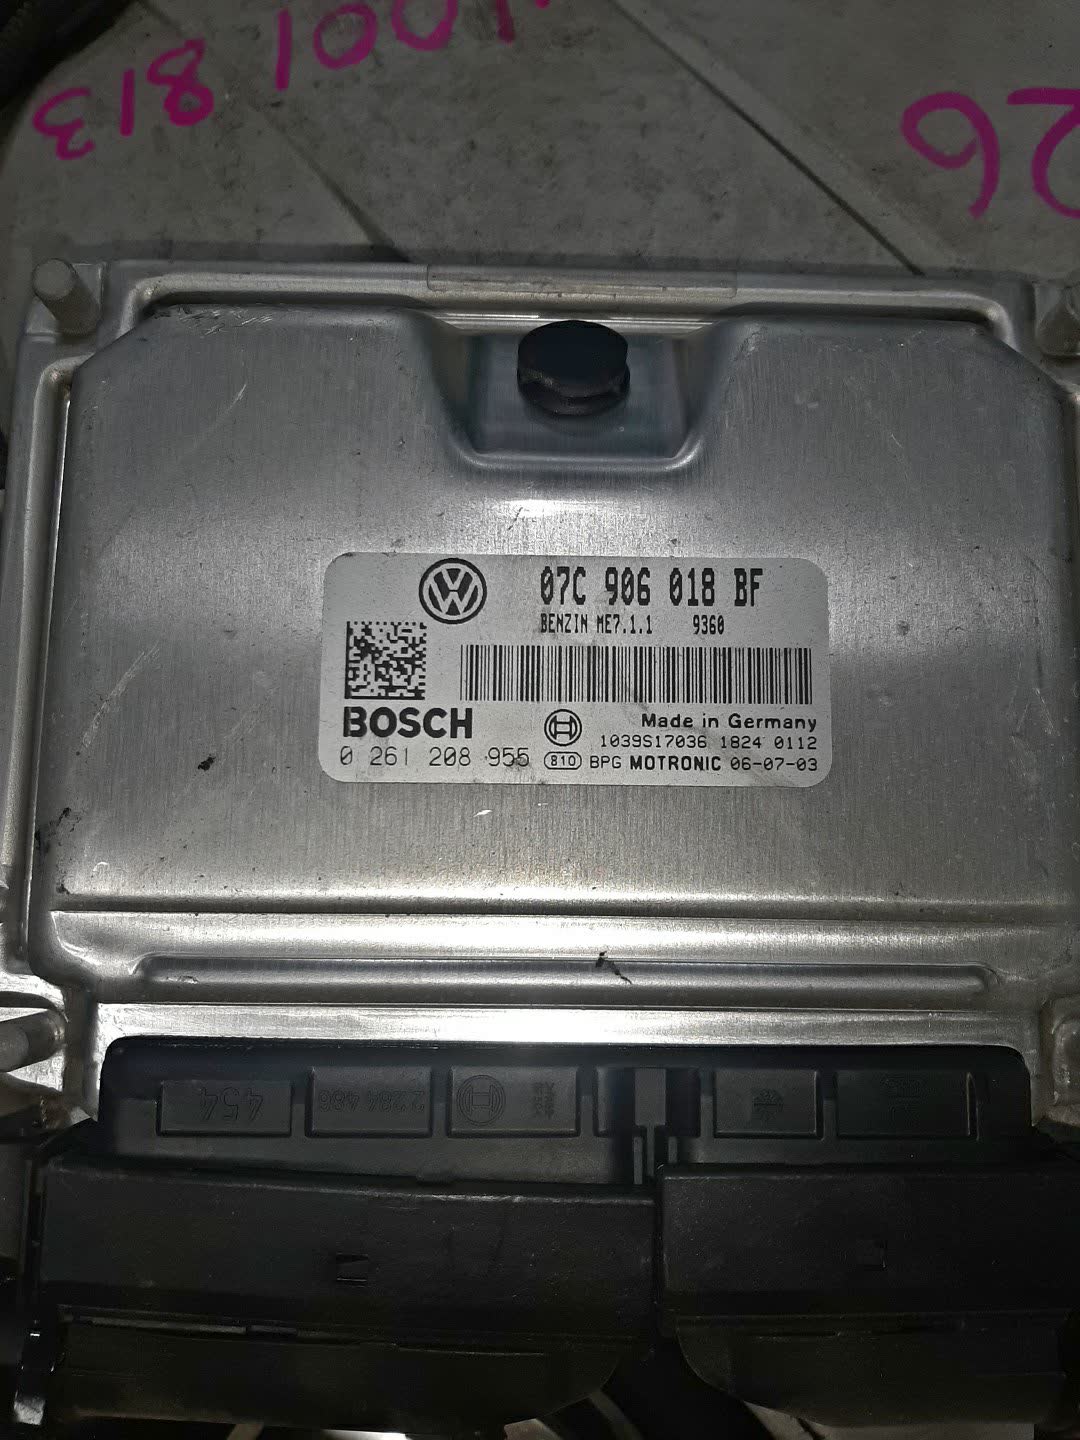 1001 813
26
07C 906 018 BF
BENZIN ME7.1.1 9360
BOSCH
Made in Germany
1039S17036 1824 0112
0 261 208 955
810 BPG MOTRONIC 06-07-03
454
2284486